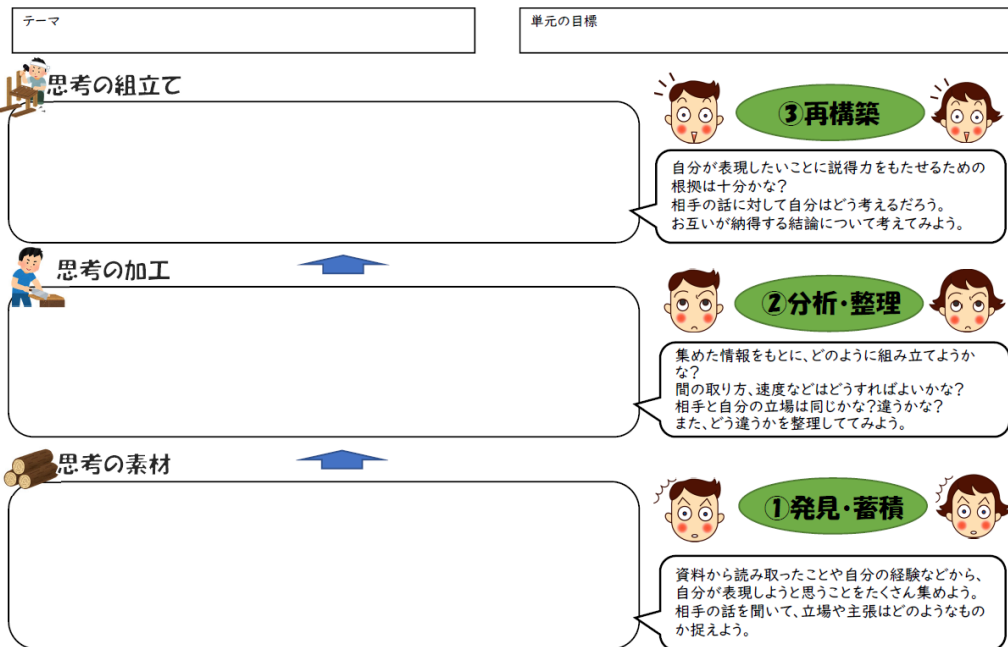 テーマ
単元の目標
思考の組立て
③再構築
自分が表現したいことに説得力をもたせるための
根拠は十分かな?
相手の話に対して自分はどう考えるだろう。
お互いが納得する結論について考えてみよう。
思考の加工
②分析・整理
集めた情報をもとに、どのように組み立てようか
な?
間の取り方、速度などはどうすればよいかな?
相手と自分の立場は同じかな?違うかな?
また、どう違うかを整理しててみよう。
思考の素材
①発見・蓄積
資料から読み取ったことや自分の経験などから、
自分が表現しようと思うことをたくさん集めよう。
相手の話を聞いて、立場や主張はどのようなもの
か捉えよう。